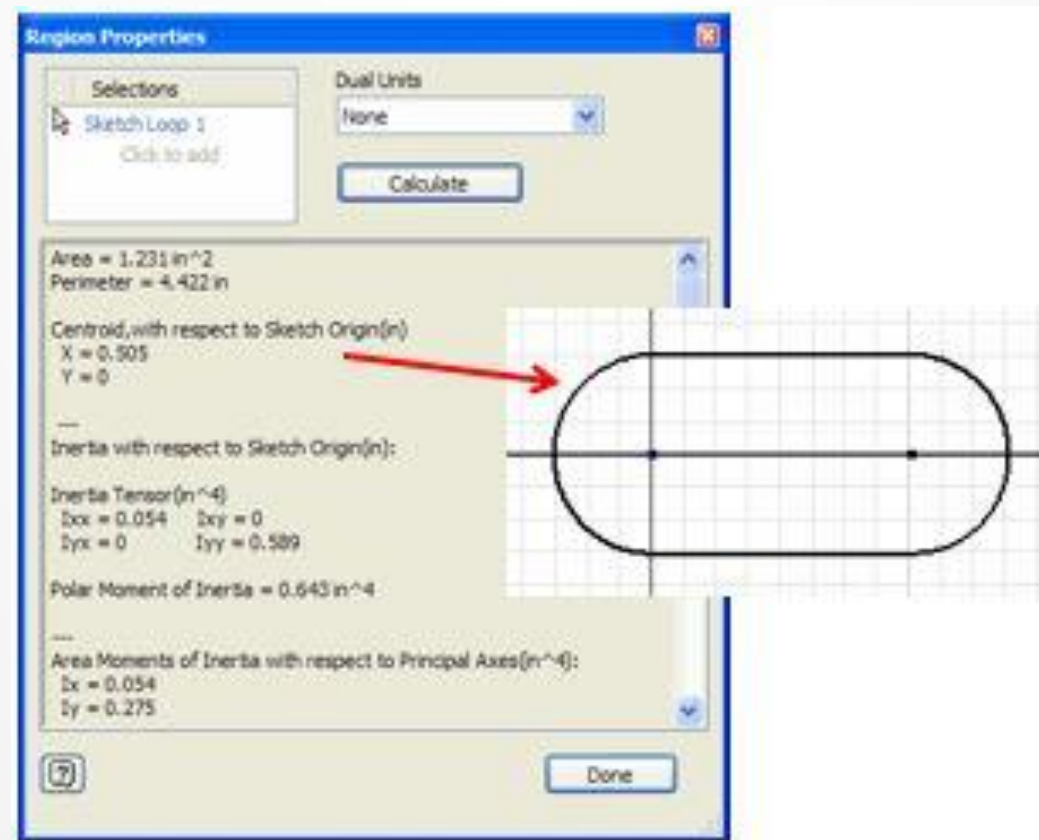 Region Properties
Selections
Sketch Loop 1
Click to add
Dual Units
None
Calculate
Area = 1.231 in^2
Perimeter = 4.422 in
Centroid,with respect to Sketch Origin(in)
X = 0.505
Y = 0
---
Inertia with respect to Sketch Origin(in):
Inertia Tensor(in^4)
Ixx = 0.054 Ixy = 0
Iyx = 0 Iyy = 0.589
Polar Moment of Inertia = 0.643 in^4
---
Area Moments of Inertia with respect to Principal Axes(in^4):
Ix = 0.054
Iy = 0.275
?
Done